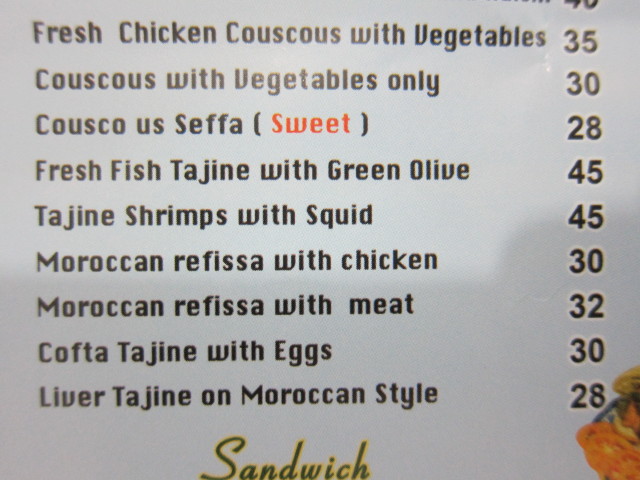 Fresh Chicken Couscous with Vegetables 35
Couscous with Vegetables only 30
Cousco us Seffa ( Sweet ) 28
Fresh Fish Tajine with Green Olive 45
Tajine Shrimps with Squid 45
Moroccan refissa with chicken 30
Moroccan refissa with meat 32
Cofta Tajine with Eggs 30
Liver Tajine on Moroccan Style 28
Sandwich